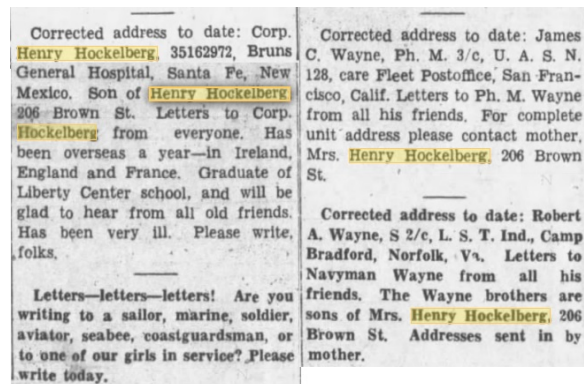 Corrected address to date: Corp.
Henry Hockelberg, 35162972, Bruns
General Hospital, Santa Fe, New
Mexico. Son of Henry Hockelberg
206 Brown St. Letters to Corp.
Hockelberg from everyone. Has
been overseas a year—in Ireland,
England and France. Graduate of
Liberty Center school, and will be
glad to hear from all old friends.
Has been very ill. Please write,
folks.
Letters—letters—letters! Are you
writing to a sailor, marine, soldier,
aviator, seabee, coastguardsman, or
to one of our girls in service? Please
write today.
Corrected address to date: James
C. Wayne, Ph. M. 3/c, U. A. S. N.
128, care Fleet Postoffice, San Fran-
cisco, Calif. Letters to Ph. M. Wayne
from all his friends. For complete
unit address please contact mother,
Mrs. Henry Hockelberg, 206 Brown
St.
Corrected address to date: Robert
A. Wayne, S 2/c, L. S. T. Ind., Camp
Bradford, Norfolk, Va. Letters to
Navyman Wayne from all his
friends. The Wayne brothers are
sons of Mrs. Henry Hockelberg, 206
Brown St. Addresses sent in by
mother.